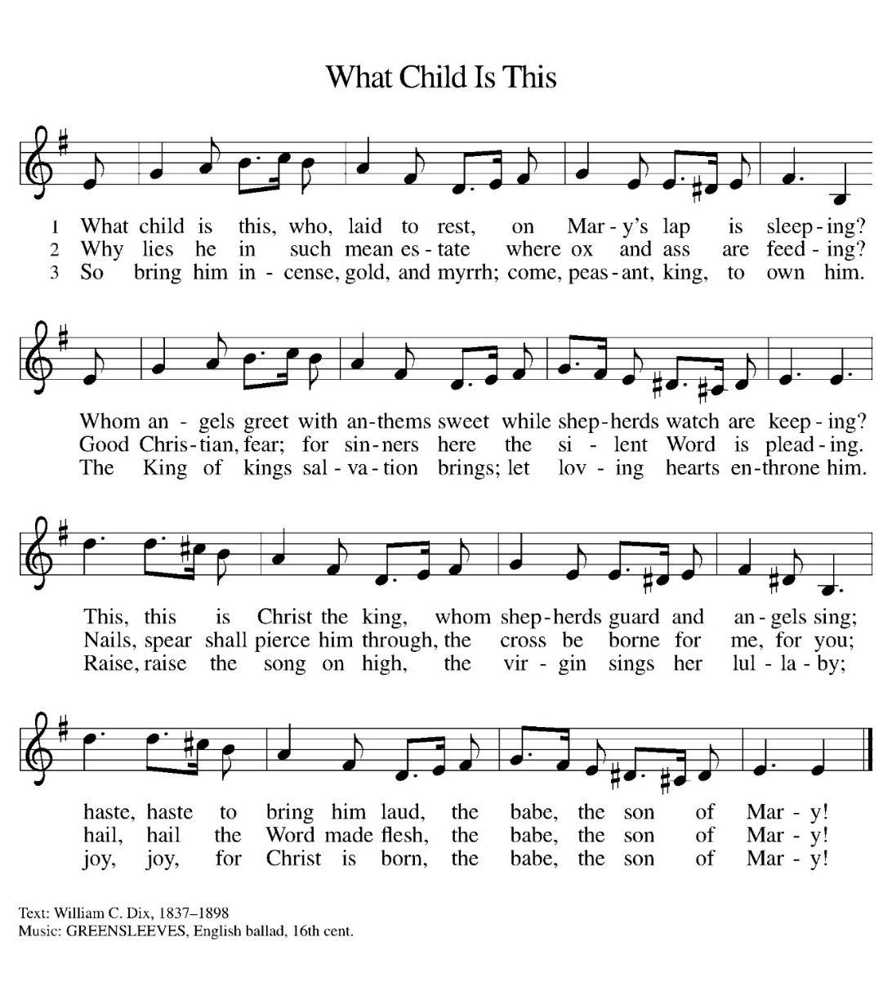 What Child Is This
1 What child is this, who, laid to rest, on Mar - y's lap is sleep - ing?
2 Why lies he in such mean es - tate where ox and ass are feed - ing?
3 So bring him in - cense, gold, and myrrh; come, peas - ant, king, to own him.
Whom an - gels greet with an - thems sweet while shep - herds watch are keep - ing?
Good Chris - tian, fear; for sin - ners here the si - lent Word is plead - ing.
The King of kings sal - va - tion brings; let lov - ing hearts en - throne him.
This, this is Christ the king, whom shep - herds guard and an - gels sing;
Nails, spear shall pierce him through, the cross be borne for me, for you;
Raise, raise the song on high, the vir - gin sings her lul - la - by;
haste, haste to bring him laud, the babe, the son of Mar - y!
hail, hail the Word made flesh, the babe, the son of Mar - y!
joy, joy, for Christ is born, the babe, the son of Mar - y!
Text: William C. Dix, 1837–1898
Music: GREENSLEEVES, English ballad, 16th cent.